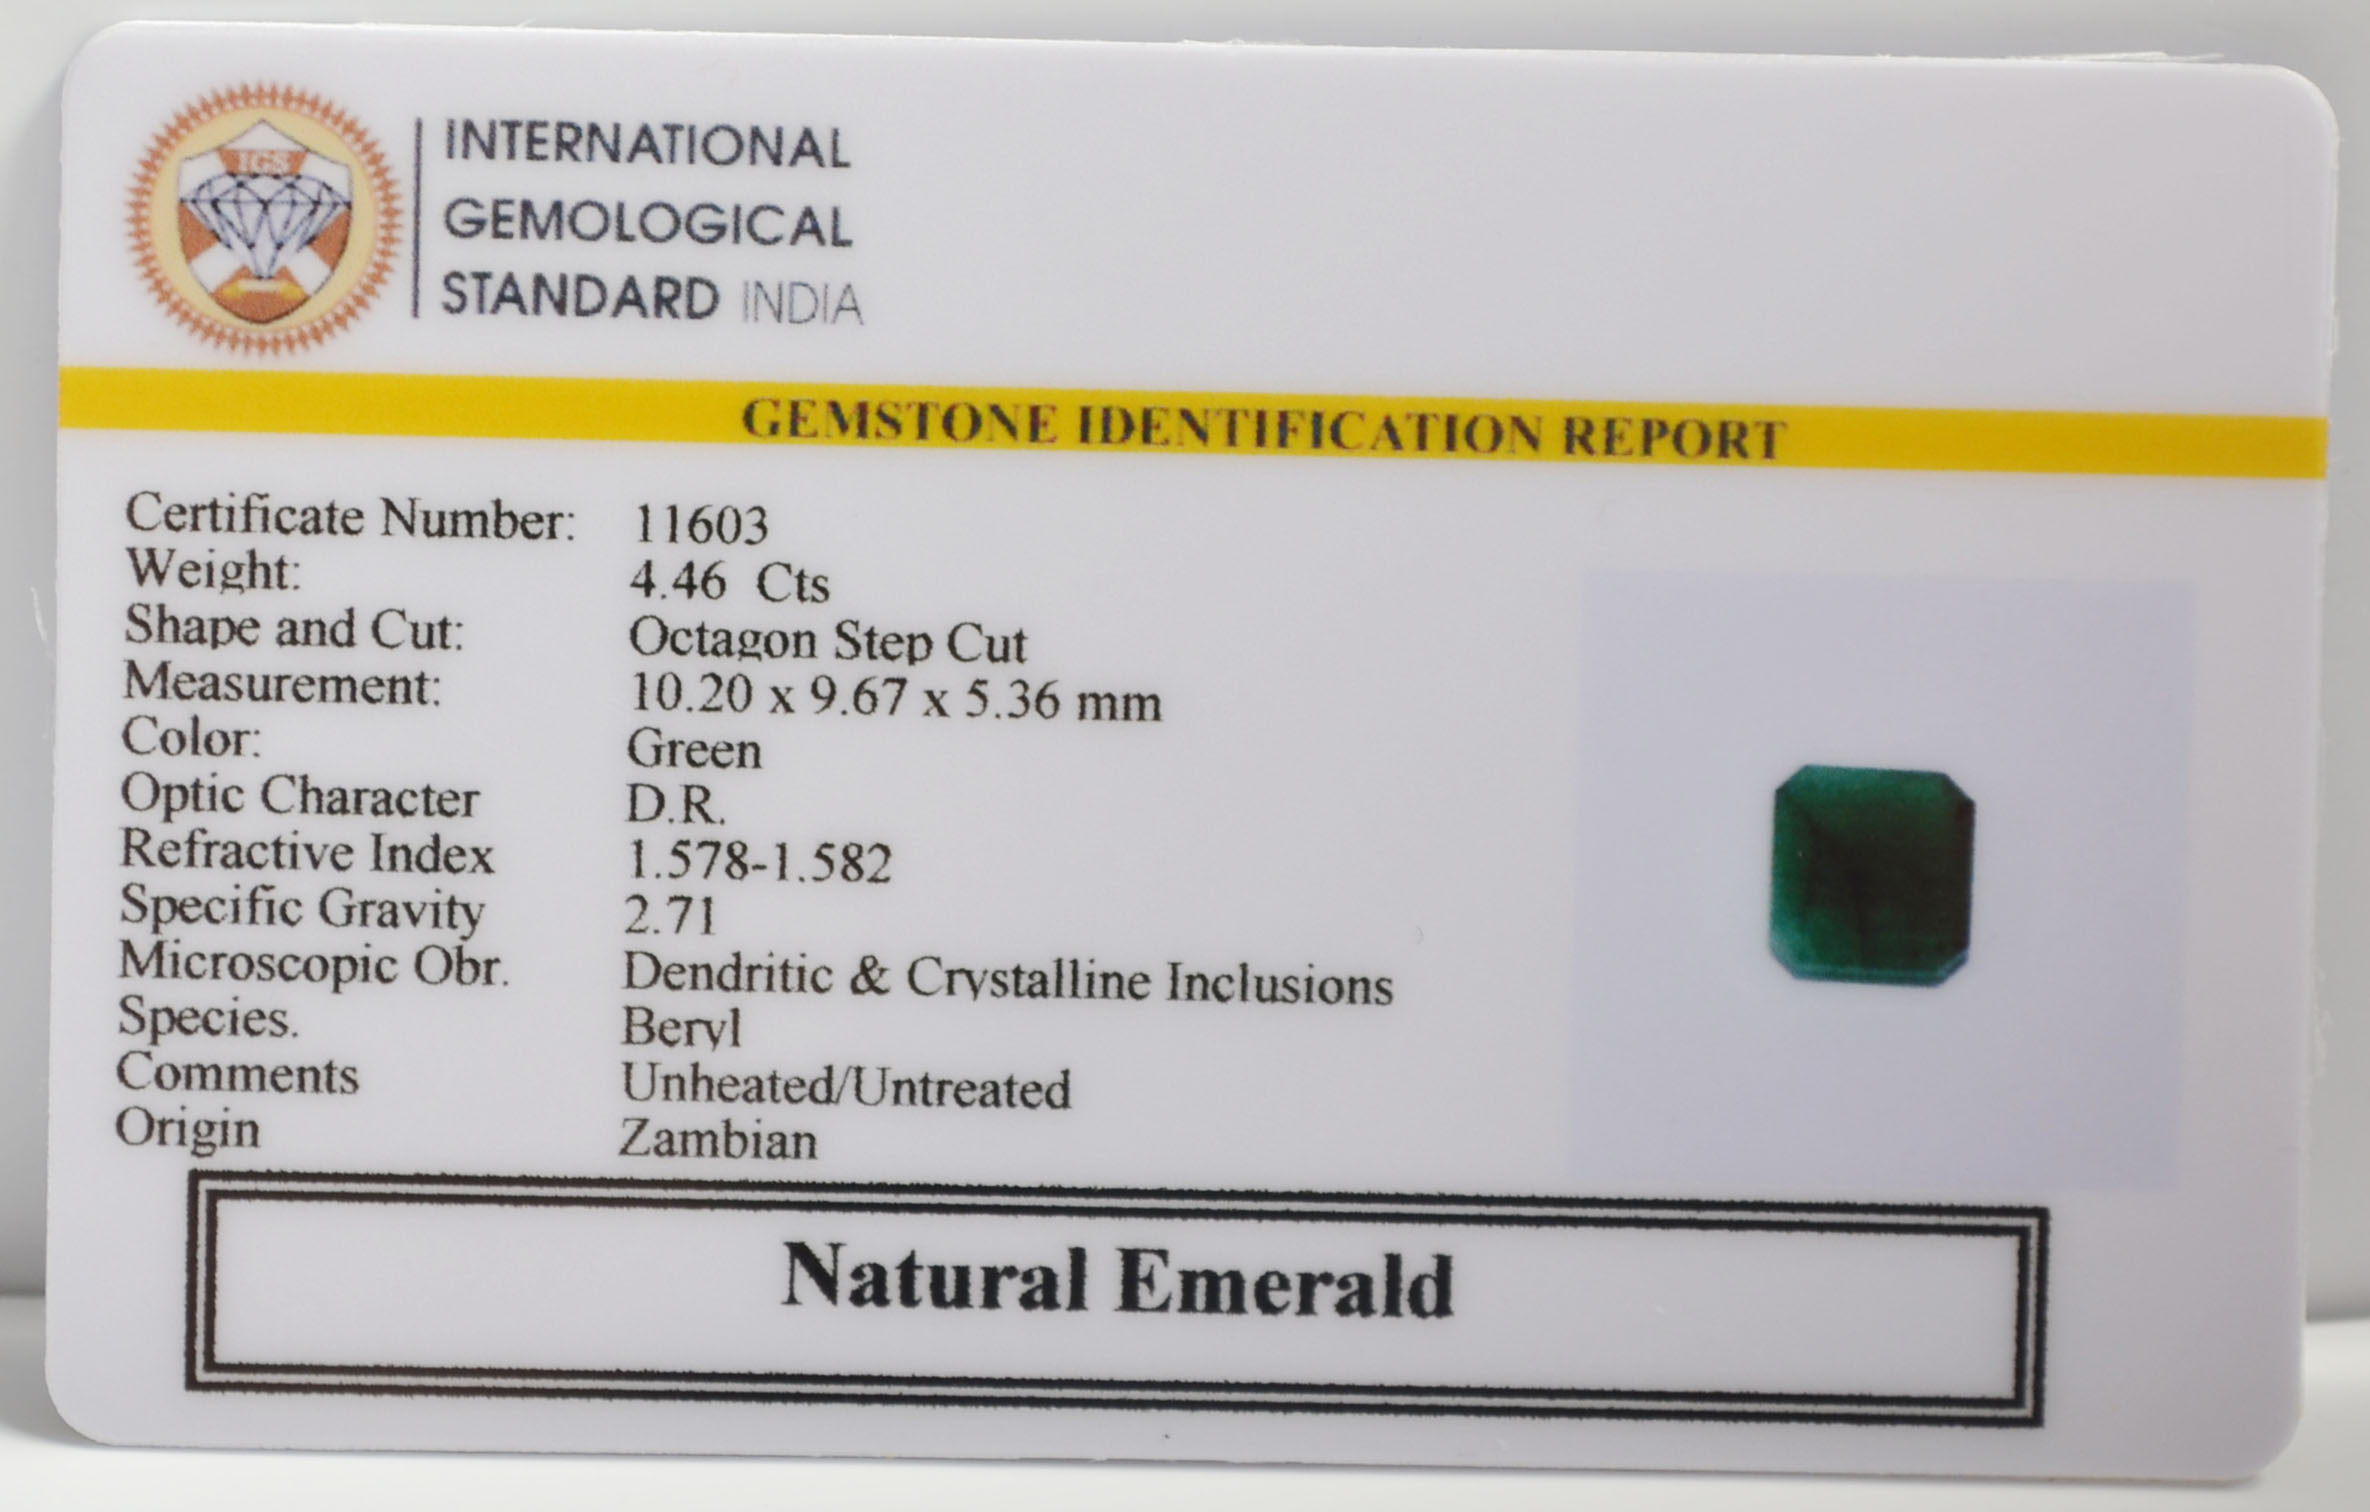 IGS
INTERNATIONAL
GEMOLOGICAL
STANDARD INDIA
GEMSTONE IDENTIFICATION REPORT
Certificate Number: 11603
Weight: 4.46 Cts
Shape and Cut: Octagon Step Cut
Measurement: 10.20 x 9.67 x 5.36 mm
Color: Green
Optic Character D.R.
Refractive Index 1.578-1.582
Specific Gravity 2.71
Microscopic Obr. Dendritic & Crystalline Inclusions
Species. Beryl
Comments Unheated/Untreated
Origin Zambian
Natural Emerald